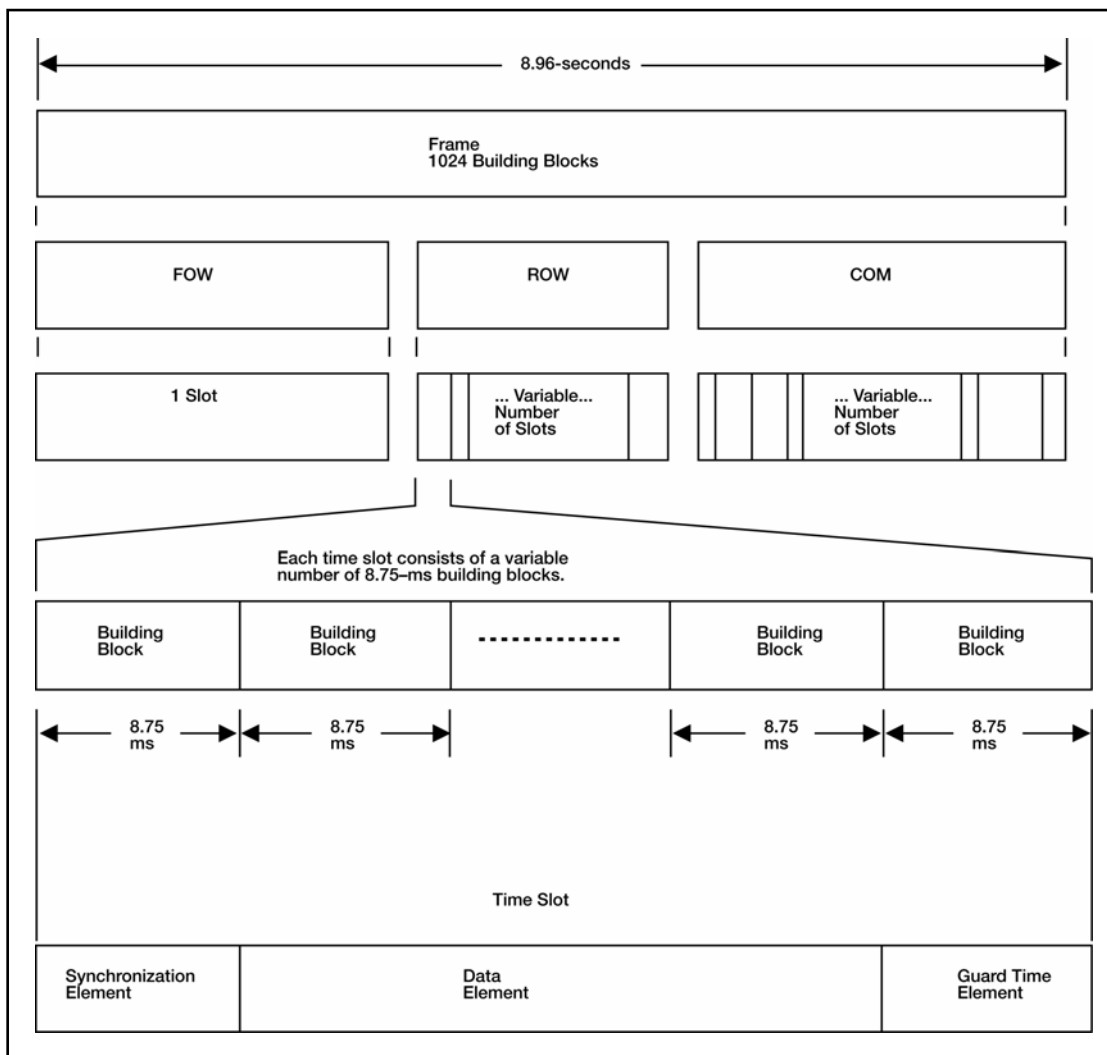 8.96-seconds
Frame
1024 Building Blocks
FOW
ROW
COM
1 Slot
... Variable...
Number
of Slots
... Variable...
Number
of Slots
Each time slot consists of a variable
number of 8.75–ms building blocks.
Building
Block
Building
Block
Building
Block
Building
Block
8.75
ms
8.75
ms
8.75
ms
8.75
ms
Time Slot
Synchronization
Element
Data
Element
Guard Time
Element